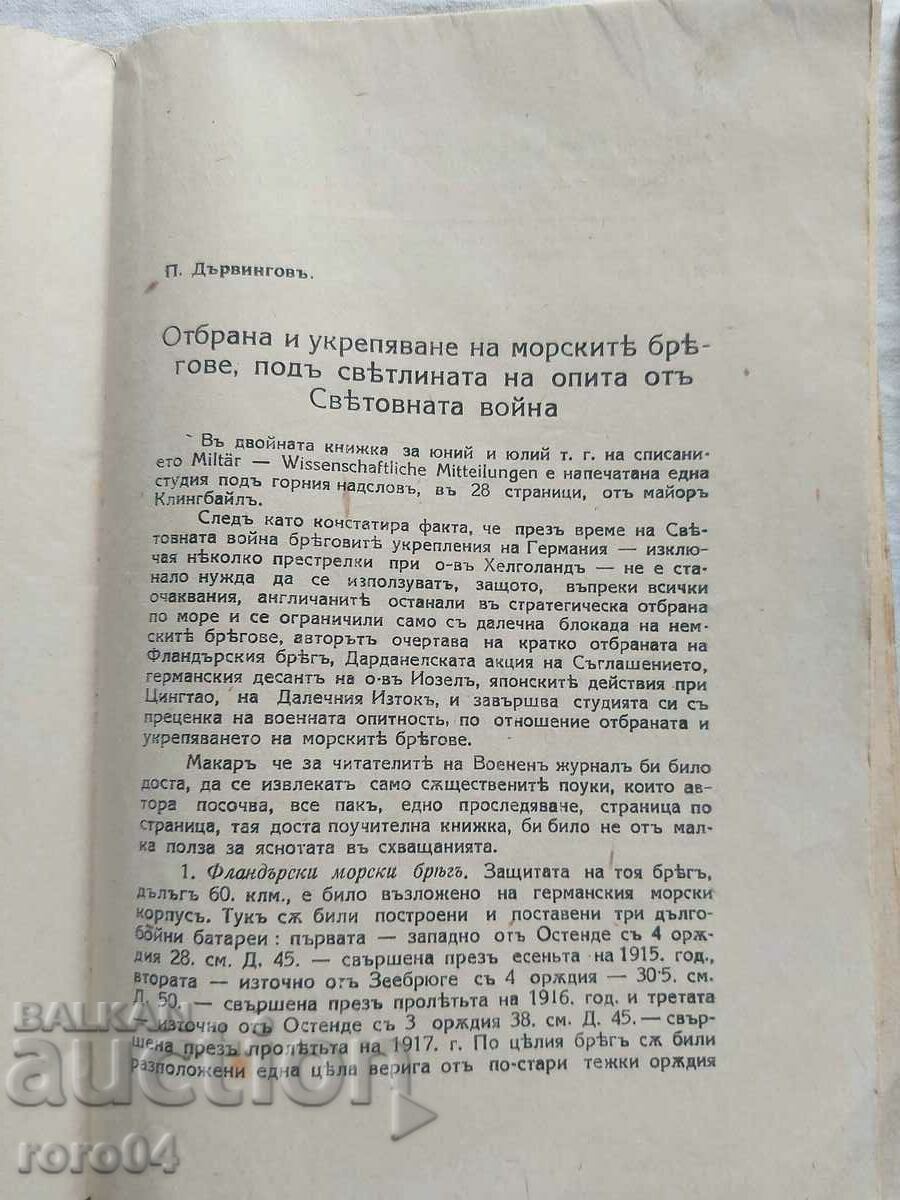 П. Дървинговъ.
Отбрана и укрепяване на морскитѣ брѣ-
гове, подъ свѣтлината на опита отъ
Свѣтовната война
Въ двойната книжка за юний и юлий т. г. на списани-
ето Miltär — Wissenschaftliche Mitteilungen е напечатана една
студия подъ горния надсловъ, въ 28 страници, отъ майоръ
Клингбайлъ.
Следъ като констатира факта, че презъ време на Свѣ-
товната война брѣговитѣ укрепления на Германия — изклю-
чая нѣколко престрелки при о-въ Хелголандъ — не е ста-
нало нужда да се използуватъ, защото, въпреки всички
очаквания, англичанитѣ останали въ стратегическа отбрана
по море и се ограничили само съ далечна блокада на нем-
скитѣ брѣгове, авторътъ очертава на кратко отбраната на
Фландърския брѣгъ, Дарданелската акция на Съглашението,
германския десантъ на о-въ Иозелъ, японскитѣ действия при
Цингтао, на Далечния Изтокъ, и завършва студията си съ
преценка на военната опитность, по отношение отбраната и
укрепяването на морскитѣ брѣгове.
Макаръ че за читателитѣ на Воененъ журналъ би било
доста, да се извлекатъ само сѫществснитѣ поуки, които ав-
тора посочва, все пакъ, едно проследяване, страница по
страница, тая доста поучителна книжка, би било не отъ мал-
ка полза за яснотата въ схващанията.
1. Фландърски морски брѣгъ. Защитата на тоя брѣгъ,
дълъгъ 60. клм., е било възложено на германския морски
корпусъ. Тукъ сѫ били построени и поставени три дълго-
бойни батареи : първата — западно отъ Остенде съ 4 орѫ-
дия 28. см. Д. 45. — свършена презъ есеньта на 1915. год.,
втората — източно отъ Зеебрюге съ 4 орѫдия — 30·5. см.
Д. 50. — свършена презъ пролѣтьта на 1916. год и третата
— източно отъ Остенде съ 3 орѫдия 38. см. Д. 45. — свър-
шена презъ пролѣтьта на 1917. г. По цѣлия брѣгъ сѫ били
разположени една цѣла верига отъ по-стари тежки орѫдия
BALKAN
auction
roro04